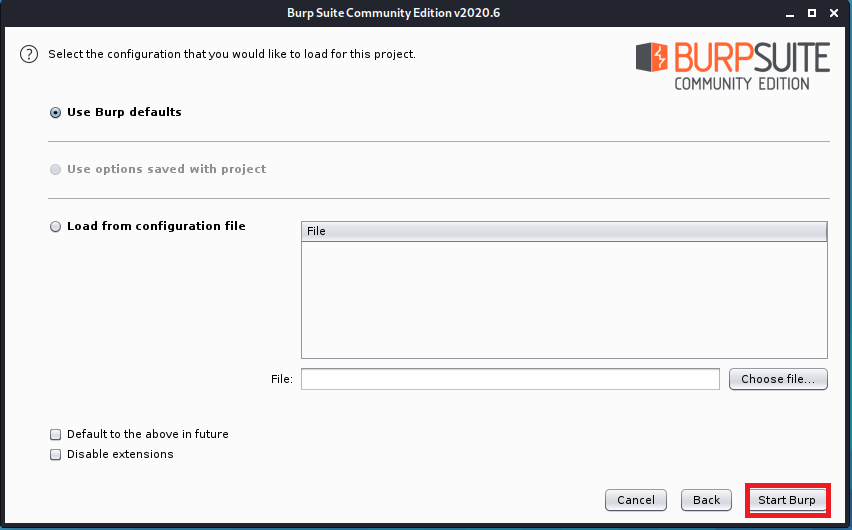 Burp Suite Community Edition v2020.6
? Select the configuration that you would like to load for this project.
BURPSUITE
COMMUNITY EDITION
Use Burp defaults
Use options saved with project
Load from configuration file
File
File:
Choose file...
Default to the above in future
Disable extensions
Cancel Back Start Burp